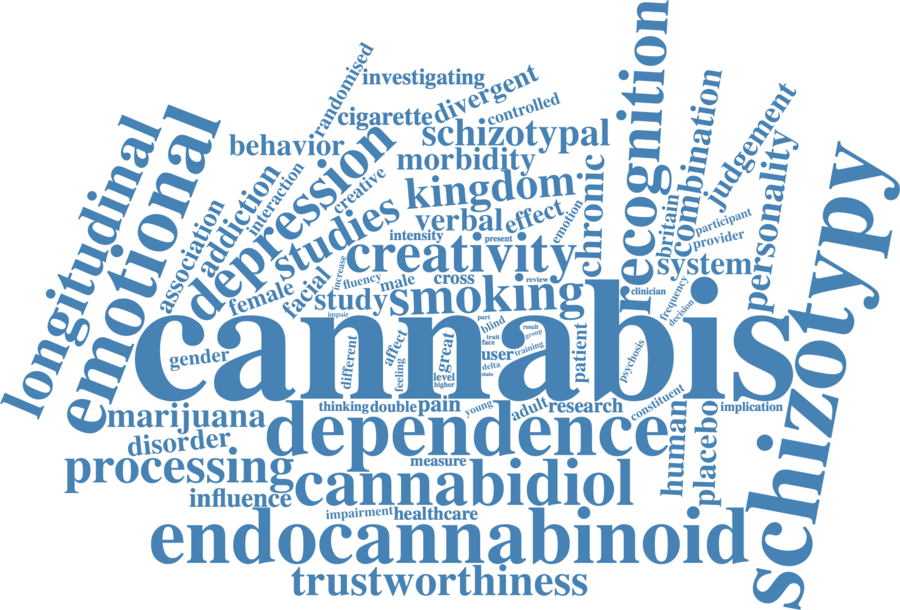 randomised
investigating
cigarette
divergent
controlled
recognition
behavior
schizotypal
morbidity
combination
judgement
longitudinal
emotional
depression
interaction
addiction
association
creative
kingdom
chronic
britain
personality
schizotypy
studies
verbal
effect
emotion
participant
provider
intensity
present
creativity
system
increase
facial
female
fluency
male
cross
review
clinician
frequency
decision
study
smoking
impair
cannabis
part
blind
trait
face
result
group
gender
different
affect
feeling
great
level
higher
user
training
delta
state
patient
psychosis
marijuana
thinking
double
pain
young
adult
research
constituent
implication
disorder
dependence
human
placebo
processing
measure
influence
cannabidiol
impairment
healthcare
endocannabinoid
trustworthiness